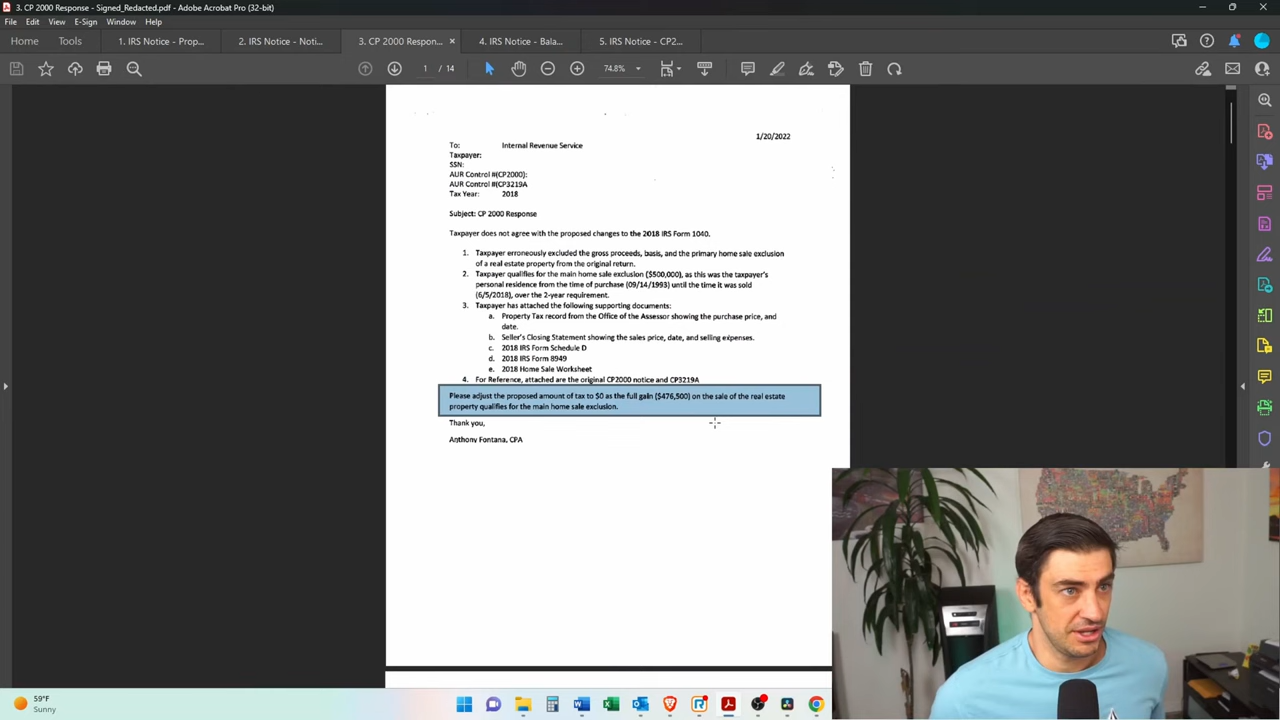 3. CP 2000 Response - Signed_Redacted.pdf - Adobe Acrobat Pro (32-bit)
File Edit View E-Sign Window Help
Home Tools 1. IRS Notice - Prop... 2. IRS Notice - Noti... 3. CP 2000 Respon... × 4. IRS Notice - Bala... 5. IRS Notice - CP2...
1 / 14 74.8%
1/20/2022
To: Internal Revenue Service
Taxpayer:
SSN:
AUR Control #(CP2000):
AUR Control #(CP3219A
Tax Year: 2018
Subject: CP 2000 Response
Taxpayer does not agree with the proposed changes to the 2018 IRS Form 1040.
1. Taxpayer erroneously excluded the gross proceeds, basis, and the primary home sale exclusion
of a real estate property from the original return.
2. Taxpayer qualifies for the main home sale exclusion ($500,000), as this was the taxpayer's
personal residence from the time of purchase (09/14/1993) until the time it was sold
(6/5/2018), over the 2-year requirement.
3. Taxpayer has attached the following supporting documents:
a. Property Tax record from the Office of the Assessor showing the purchase price, and
date.
b. Seller's Closing Statement showing the sales price, date, and selling expenses.
c. 2018 IRS Form Schedule D
d. 2018 IRS Form 8949
e. 2018 Home Sale Worksheet
4. For Reference, attached are the original CP2000 notice and CP3219A
Please adjust the proposed amount of tax to $0 as the full gain ($476,500) on the sale of the real estate
property qualifies for the main home sale exclusion.
Thank you,
Anthony Fontana, CPA
59°F
Sunny